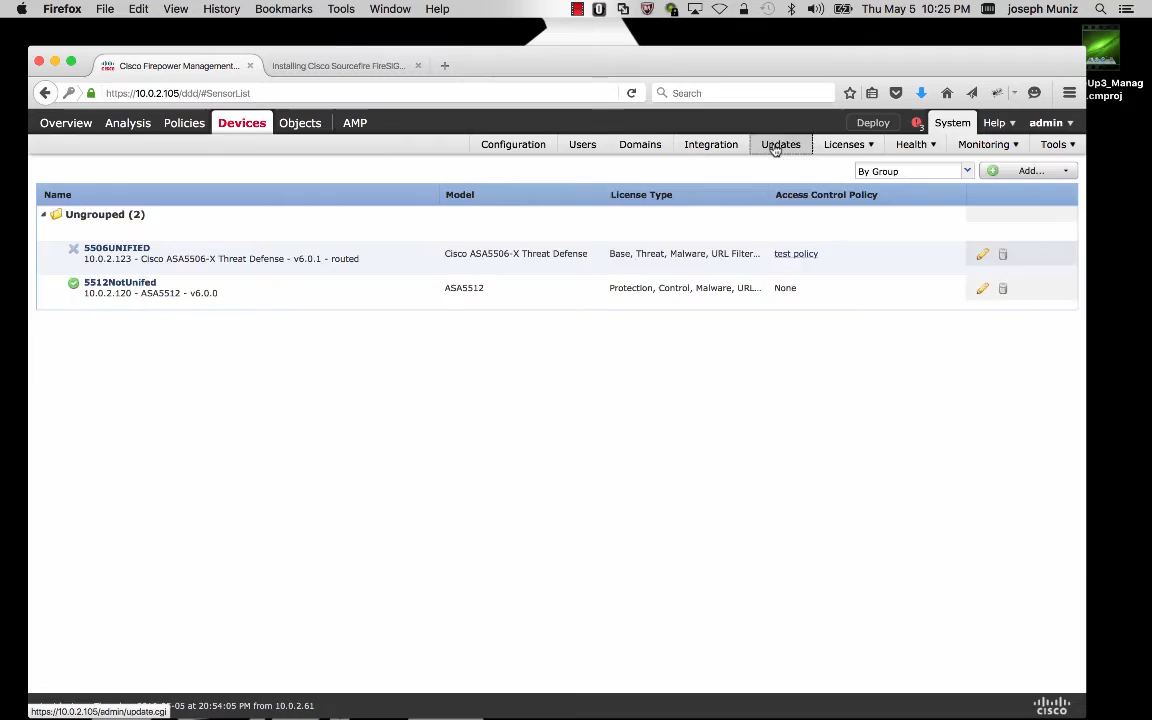 Firefox File Edit View History Bookmarks Tools Window Help Thu May 5 10:25 PM joseph Muniz
Up3_Manag
.cmproj
Cisco Firepower Management... × Installing Cisco Sourcefire FireSIG... × +
https://10.0.2.105/ddd/#SensorList Search
Overview Analysis Policies Devices Objects AMP Deploy 3 System Help admin
Configuration Users Domains Integration Updates Licenses Health Monitoring Tools
By Group Add...
Name Model License Type Access Control Policy
Ungrouped (2)
5506UNIFIED
10.0.2.123 - Cisco ASA5506-X Threat Defense - v6.0.1 - routed Cisco ASA5506-X Threat Defense Base, Threat, Malware, URL Filter... test policy
5512NotUnifed
10.0.2.120 - ASA5512 - v6.0.0 ASA5512 Protection, Control, Malware, URL... None
-05 at 20:54:05 PM from 10.0.2.61
https://10.0.2.105/admin/update.cgi
cisco